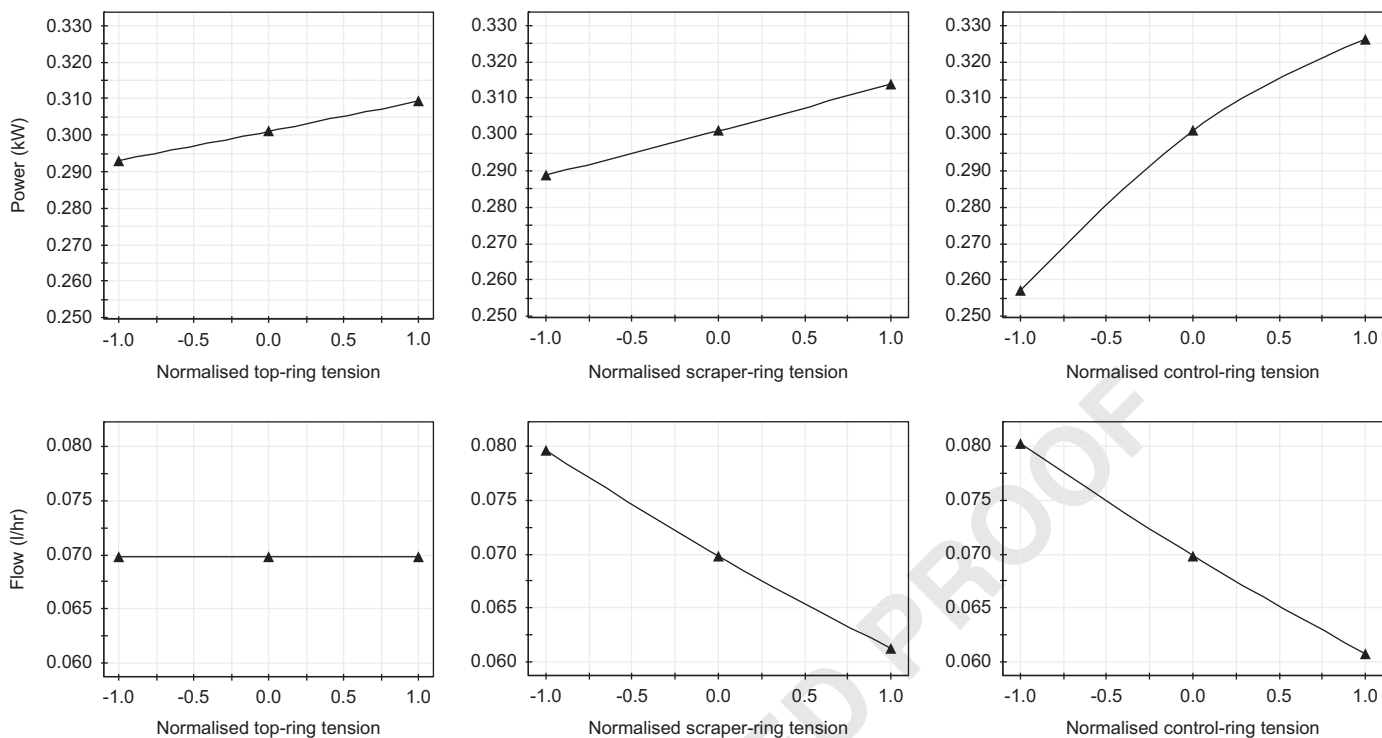 0.330 0.330 0.330
0.320 0.320 0.320
0.310 0.310 0.310
0.300 0.300 0.300
0.290 0.290 0.290
0.280 0.280 0.280
0.270 0.270 0.270
0.260 0.260 0.260
0.250 0.250 0.250
Power (kW)
-1.0 -0.5 0.0 0.5 1.0 -1.0 -0.5 0.0 0.5 1.0 -1.0 -0.5 0.0 0.5 1.0
Normalised top-ring tension Normalised scraper-ring tension Normalised control-ring tension
0.080 0.080 0.080
0.075 0.075 0.075
0.070 0.070 0.070
0.065 0.065 0.065
0.060 0.060 0.060
Flow (l/hr)
-1.0 -0.5 0.0 0.5 1.0 -1.0 -0.5 0.0 0.5 1.0 -1.0 -0.5 0.0 0.5 1.0
Normalised top-ring tension Normalised scraper-ring tension Normalised control-ring tension
ED PROOF